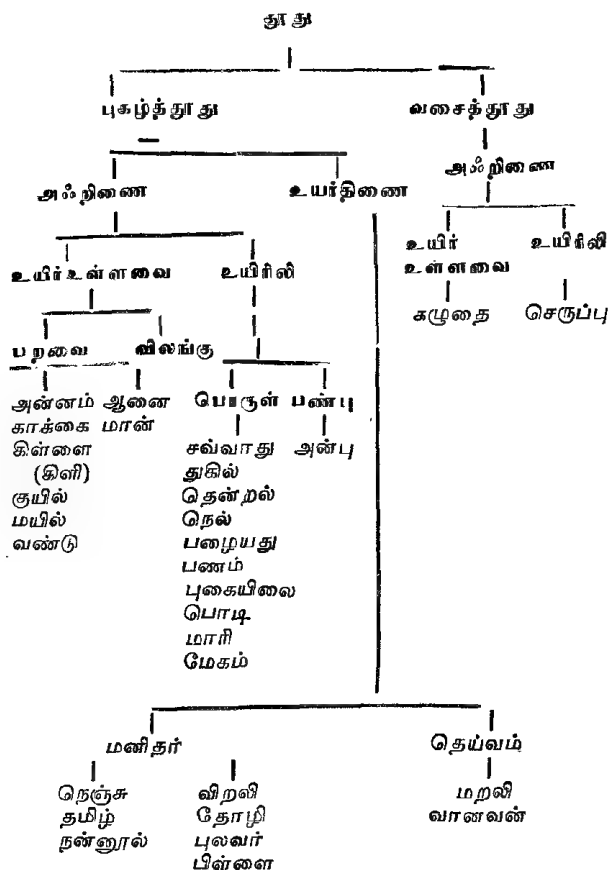 தூது
புகழ்த்தூது வசைத்தூது
அஃறிணை உயர்திணை அஃறிணை
உயிர் உள்ளவை உயிரிலி உயிர் உள்ளவை உயிரிலி
கழுதை செருப்பு
பறவை விலங்கு
அன்னம் ஆனை பொருள் பண்பு
காக்கை மான்
கிள்ளை சவ்வாது அன்பு
(கிளி) துகில்
குயில் தென்றல்
மயில் நெல்
வண்டு பழையது
பணம்
புகையிலை
பொடி
மாரி
மேகம்
மனிதர் தெய்வம்
நெஞ்சு விறலி மறலி
தமிழ் தோழி வானவன்
நன்னூல் புலவர்
பிள்ளை